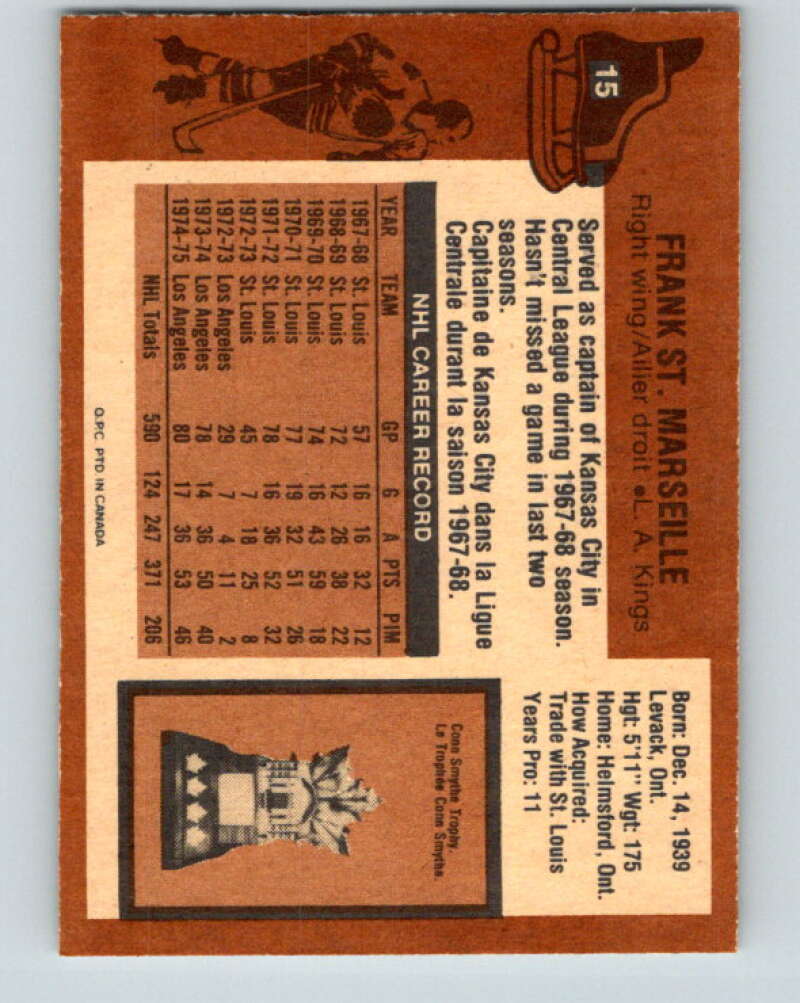 15
FRANK ST. MARSEILLE
Right wing/Ailier droit • L. A. Kings
Served as captain of Kansas City in
Central League during 1967-68 season.
Hasn't missed a game in last two
seasons.
Capitaine de Kansas City dans la Ligue
Centrale durant la saison 1967-68.
NHL CAREER RECORD
YEAR TEAM GP G A PTS PIM
1967-68 St. Louis 57 16 16 32 12
1968-69 St. Louis 72 12 26 38 22
1969-70 St. Louis 74 16 43 59 18
1970-71 St. Louis 77 19 32 51 26
1971-72 St. Louis 78 16 36 52 32
1972-73 St. Louis 45 7 18 25 8
1972-73 Los Angeles 29 7 4 11 2
1973-74 Los Angeles 78 14 36 50 40
1974-75 Los Angeles 80 17 36 53 46
NHL Totals 590 124 247 371 206
Born: Dec. 14, 1939
Levack, Ont.
Hgt: 5'11" Wgt: 175
Home: Helmsford, Ont.
How Acquired:
Trade with St. Louis
Years Pro: 11
Conn Smythe Trophy.
Le Trophée Conn Smythe.
O.P.C. PTD. IN CANADA